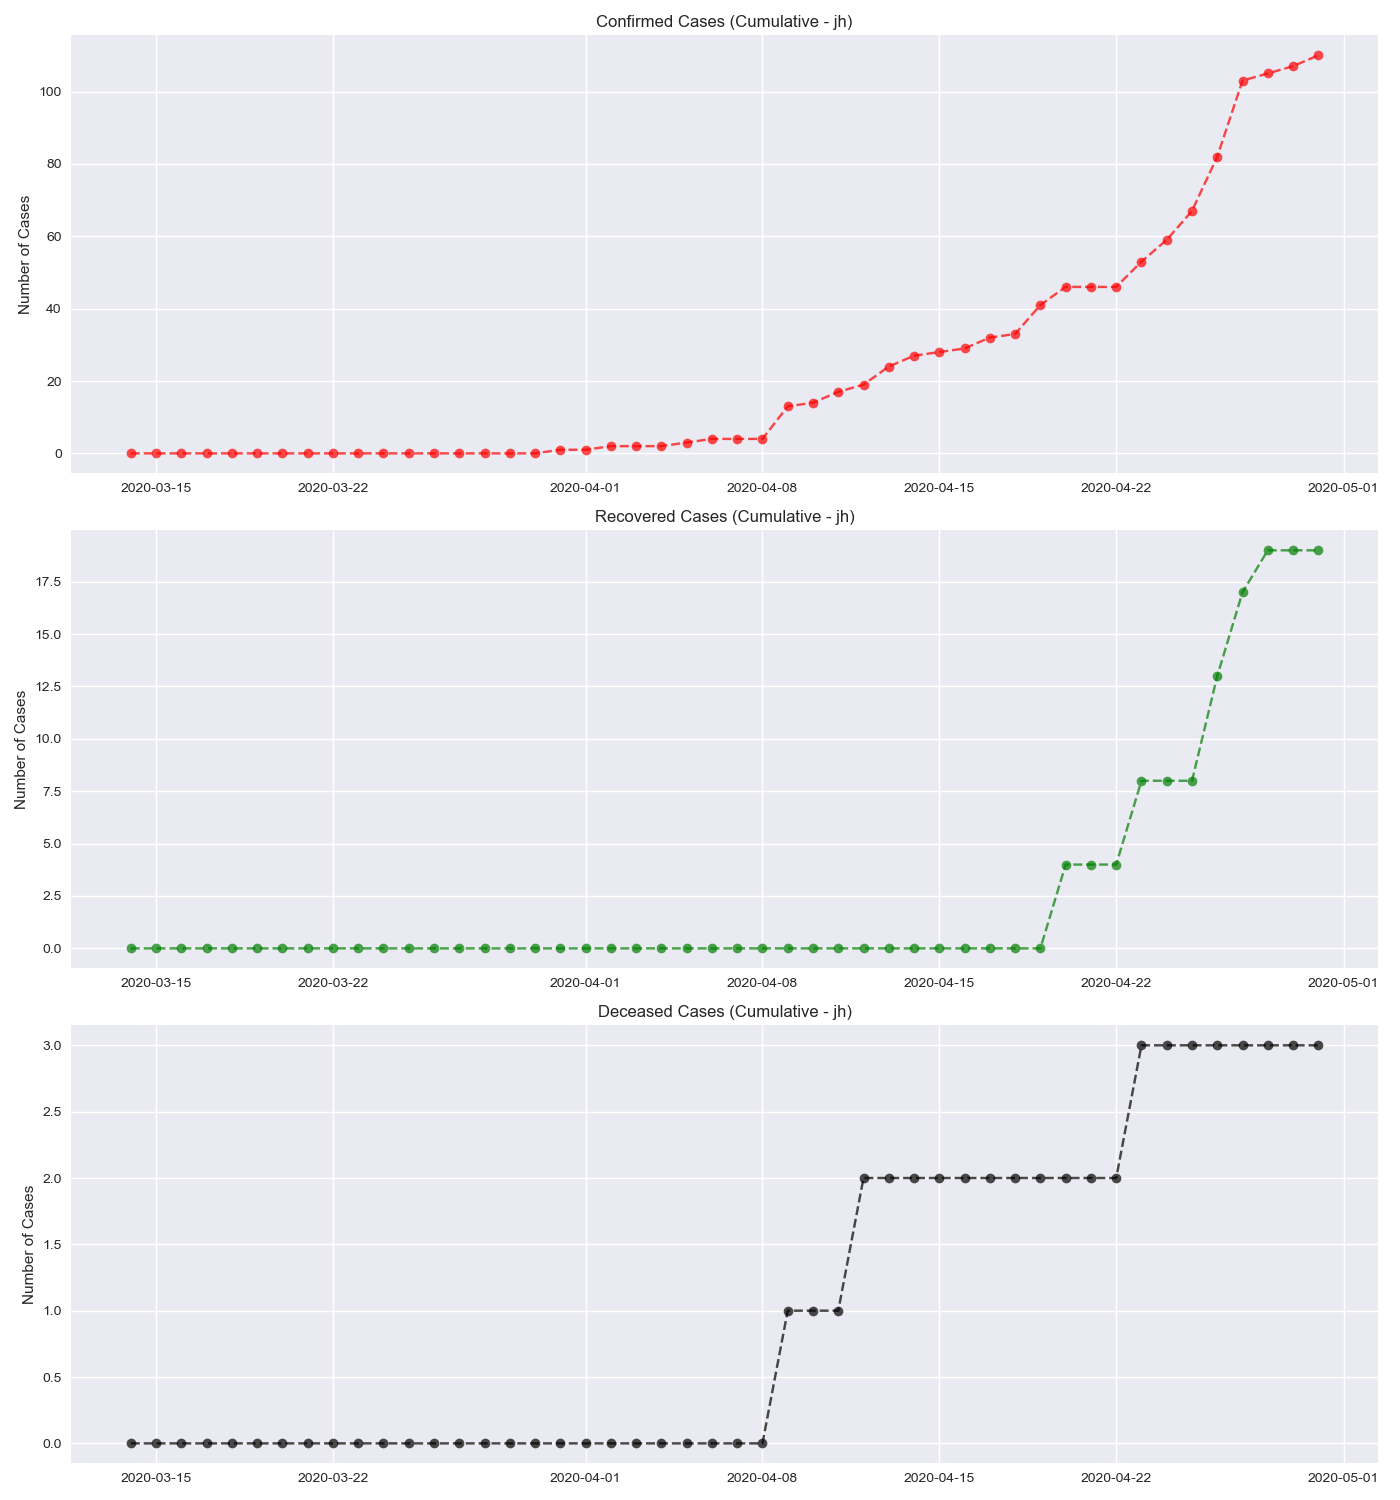 Confirmed Cases (Cumulative - jh)
Number of Cases
100
80
60
40
20
0
2020-03-15 2020-03-22 2020-04-01 2020-04-08 2020-04-15 2020-04-22 2020-05-01
Recovered Cases (Cumulative - jh)
Number of Cases
17.5
15.0
12.5
10.0
7.5
5.0
2.5
0.0
2020-03-15 2020-03-22 2020-04-01 2020-04-08 2020-04-15 2020-04-22 2020-05-01
Deceased Cases (Cumulative - jh)
Number of Cases
3.0
2.5
2.0
1.5
1.0
0.5
0.0
2020-03-15 2020-03-22 2020-04-01 2020-04-08 2020-04-15 2020-04-22 2020-05-01